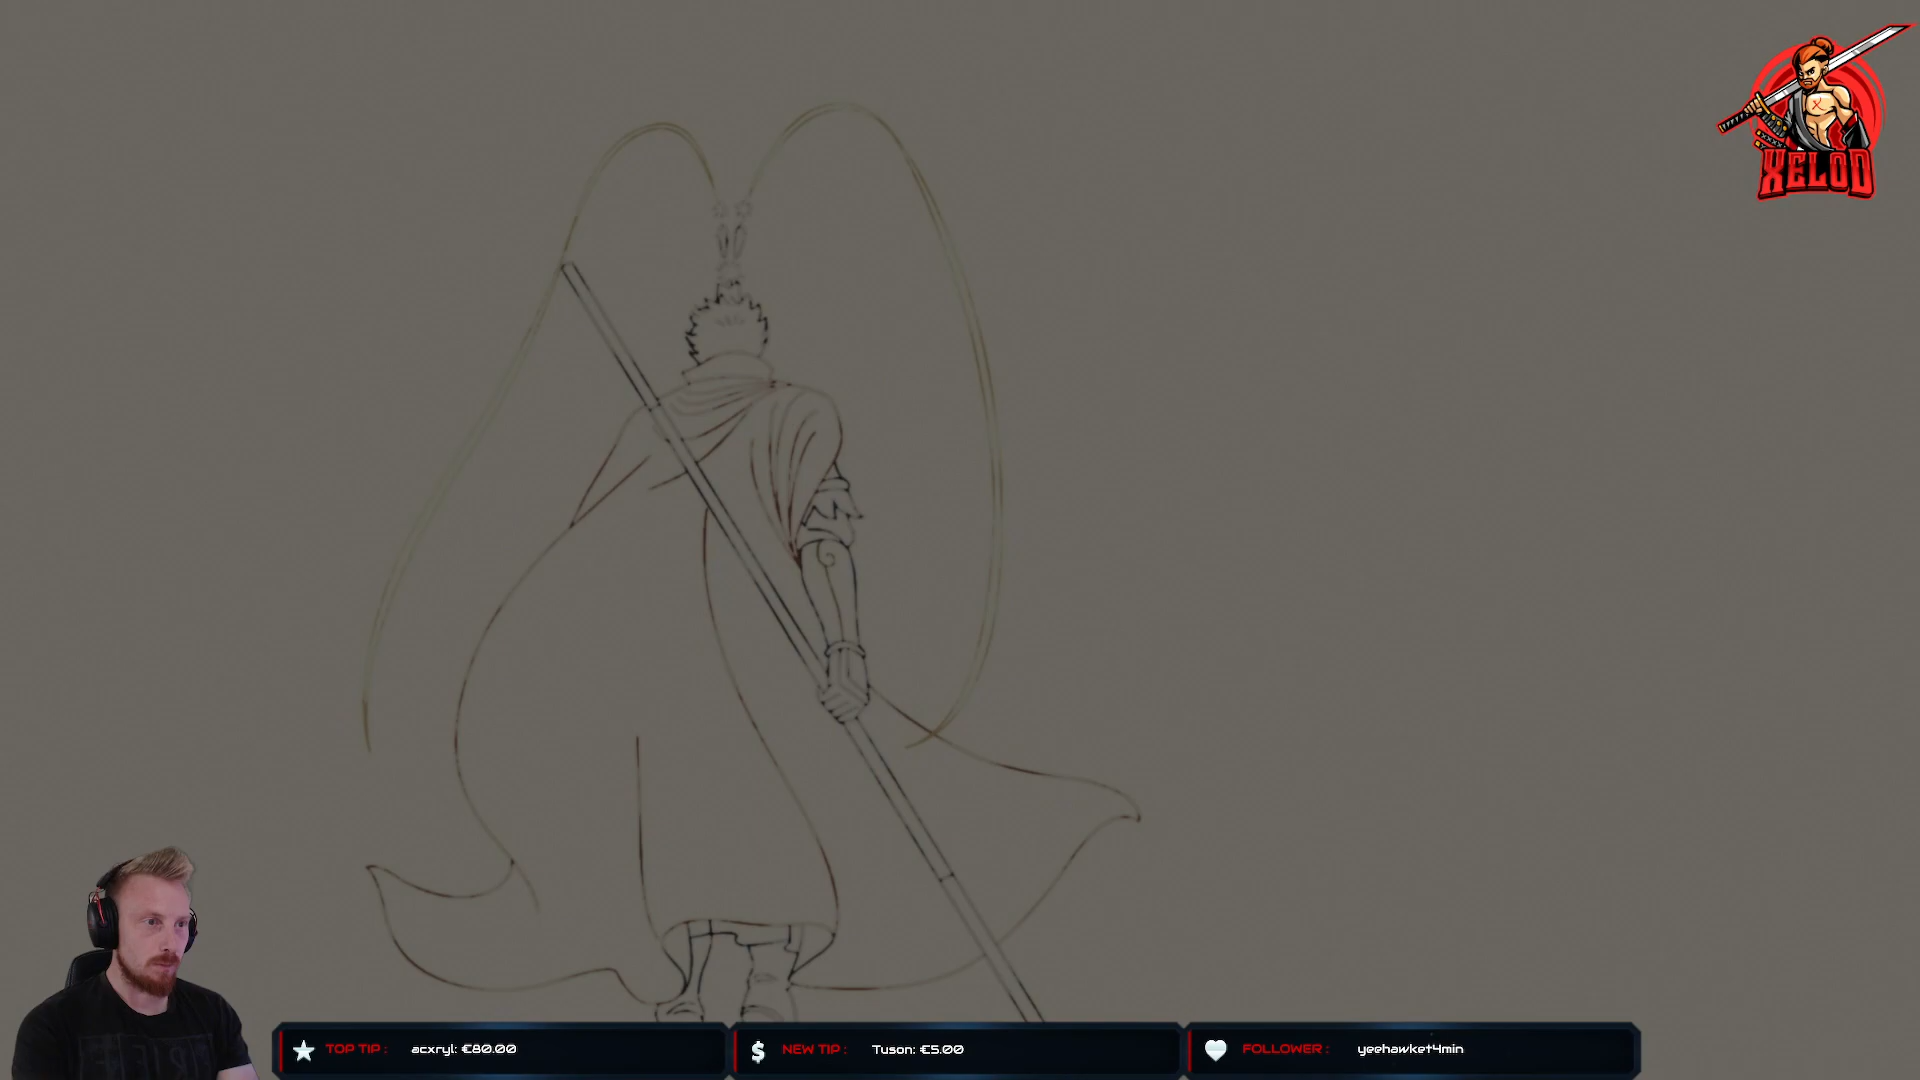 XELOD
TOP TIP : acxryl: €80.00
NEW TIP : Tuson: €5.00
FOLLOWER : yeehawket4min